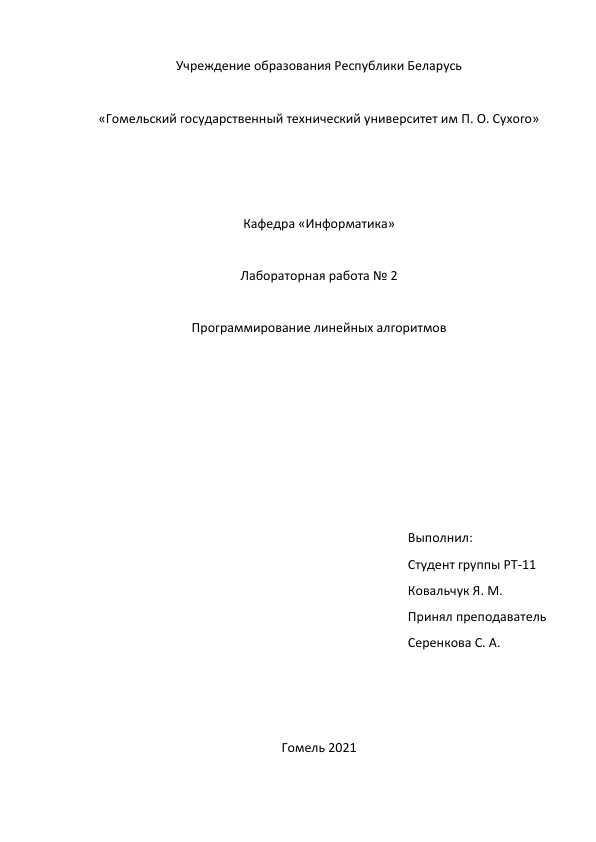 Учреждение образования Республики Беларусь
«Гомельский государственный технический университет им П. О. Сухого»
Кафедра «Информатика»
Лабораторная работа № 2
Программирование линейных алгоритмов
Выполнил:
Студент группы РТ-11
Ковальчук Я. М.
Принял преподаватель
Серенкова С. А.
Гомель 2021